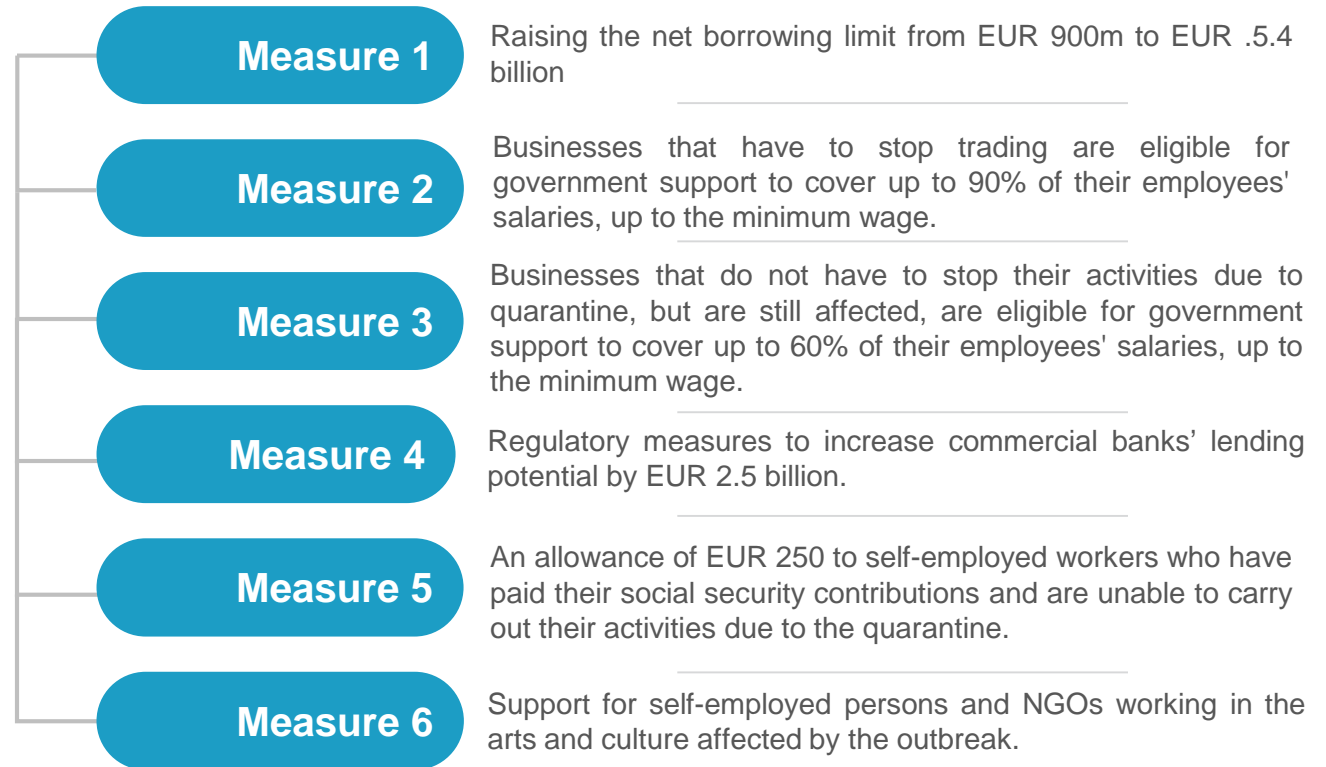 Measure 1
Raising the net borrowing limit from EUR 900m to EUR .5.4
billion
Measure 2
Businesses that have to stop trading are eligible for
government support to cover up to 90% of their employees'
salaries, up to the minimum wage.
Measure 3
Businesses that do not have to stop their activities due to
quarantine, but are still affected, are eligible for government
support to cover up to 60% of their employees' salaries, up to
the minimum wage.
Measure 4
Regulatory measures to increase commercial banks’ lending
potential by EUR 2.5 billion.
Measure 5
An allowance of EUR 250 to self-employed workers who have
paid their social security contributions and are unable to carry
out their activities due to the quarantine.
Measure 6
Support for self-employed persons and NGOs working in the
arts and culture affected by the outbreak.